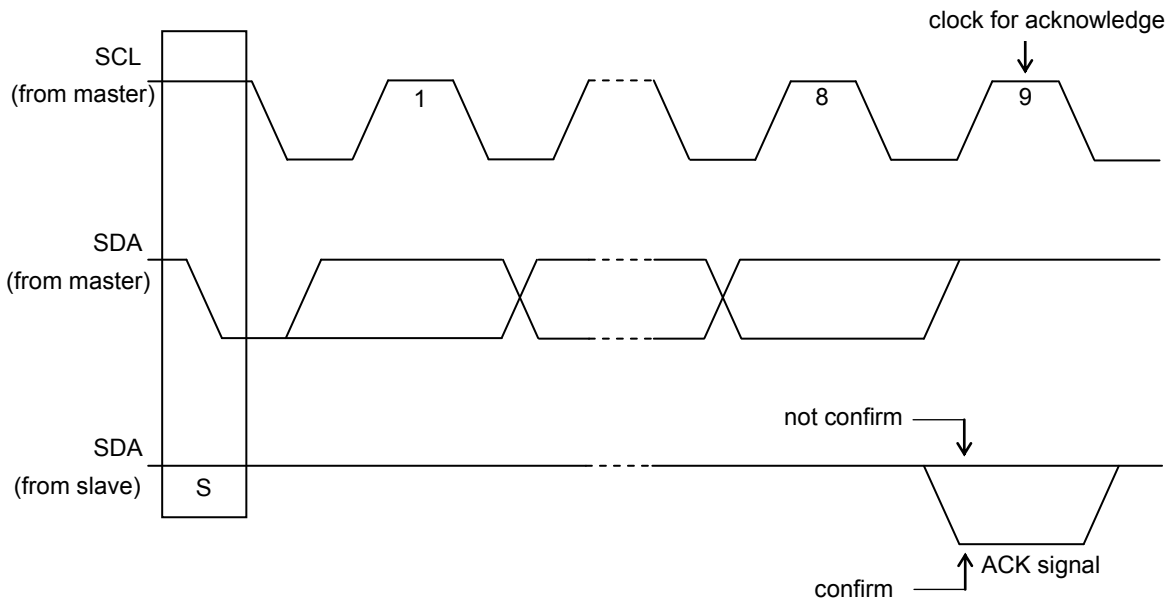 clock for acknowledge
SCL
(from master)
1
8
9
SDA
(from master)
not confirm
SDA
(from slave)
S
ACK signal
confirm